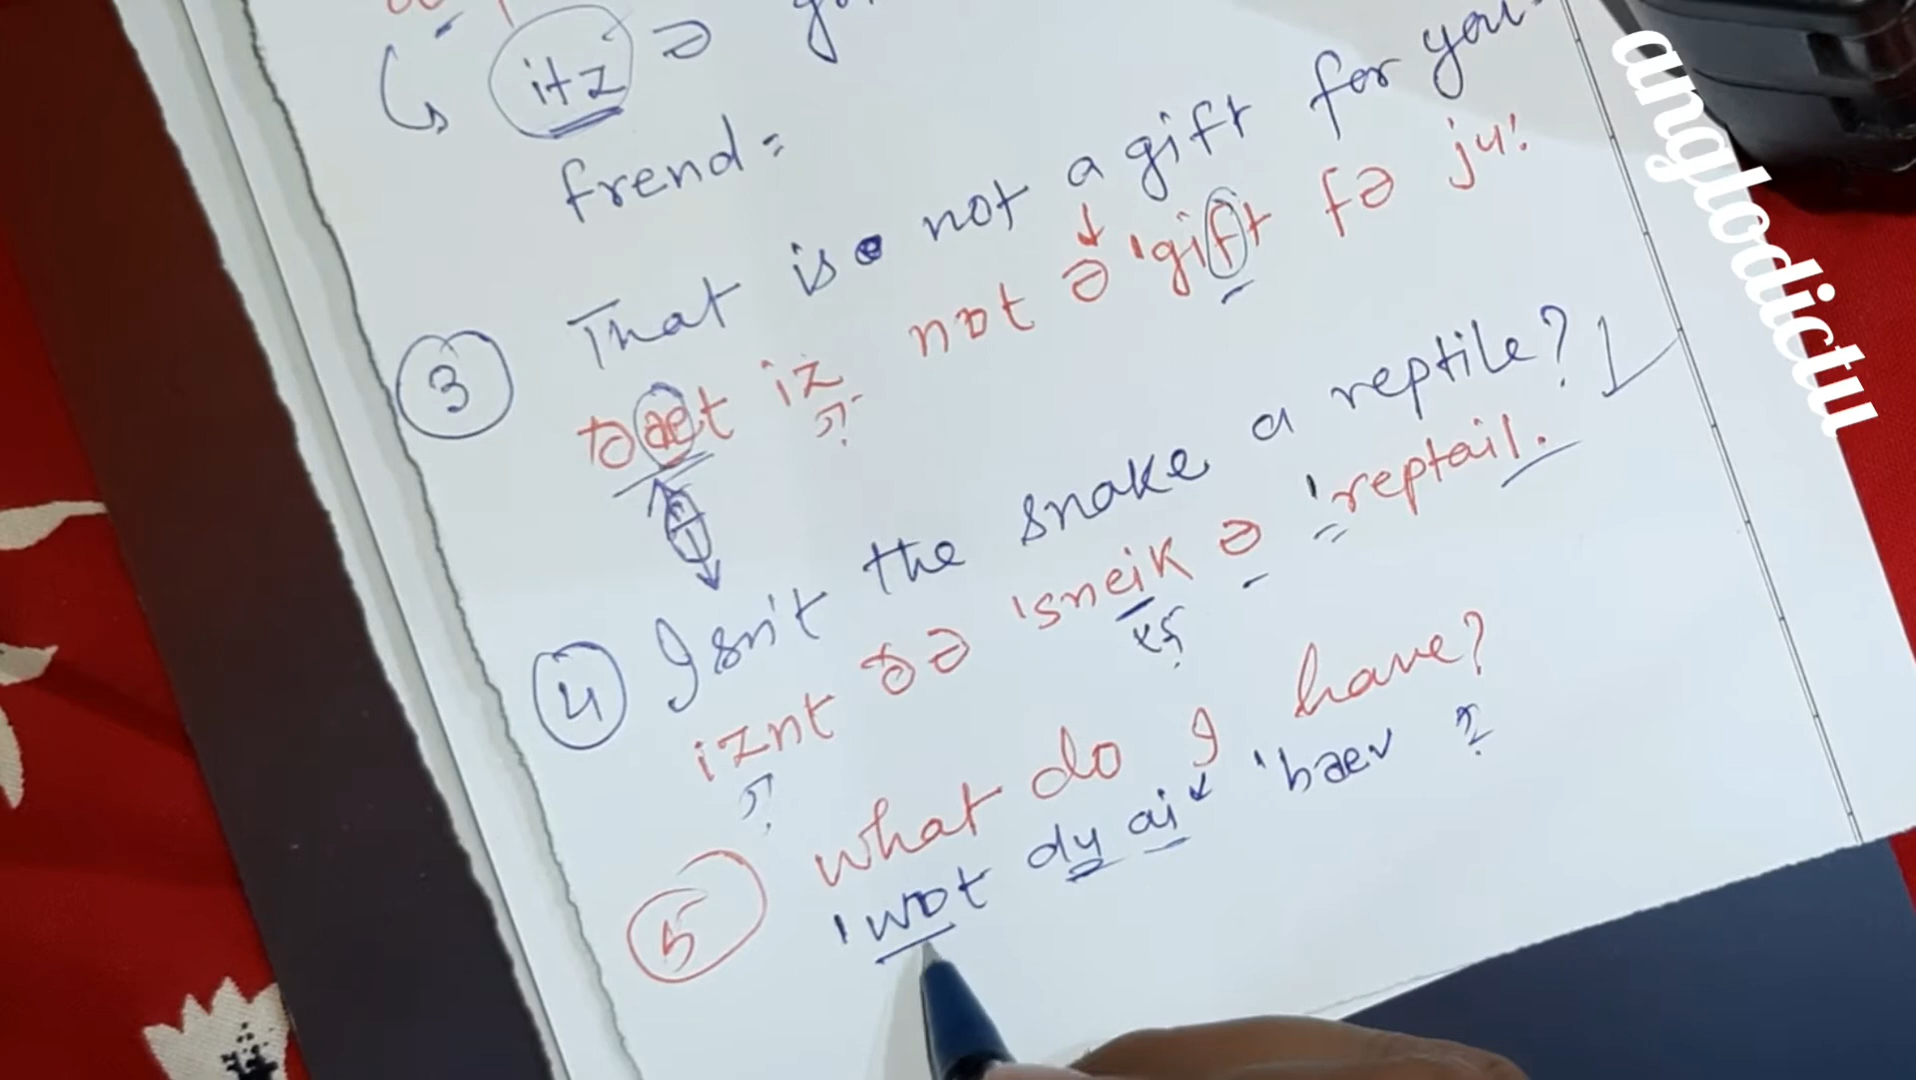 itz ə
frend =
③ That is not a gift for you.
ðæt iz nɒt ə 'gift fə ju!
④ Isn't the snake a reptile?
iznt ðə 'sneik ə 'reptail.
⑤ What do I have?
'wɒt du ai 'hæv ?
anglodictu